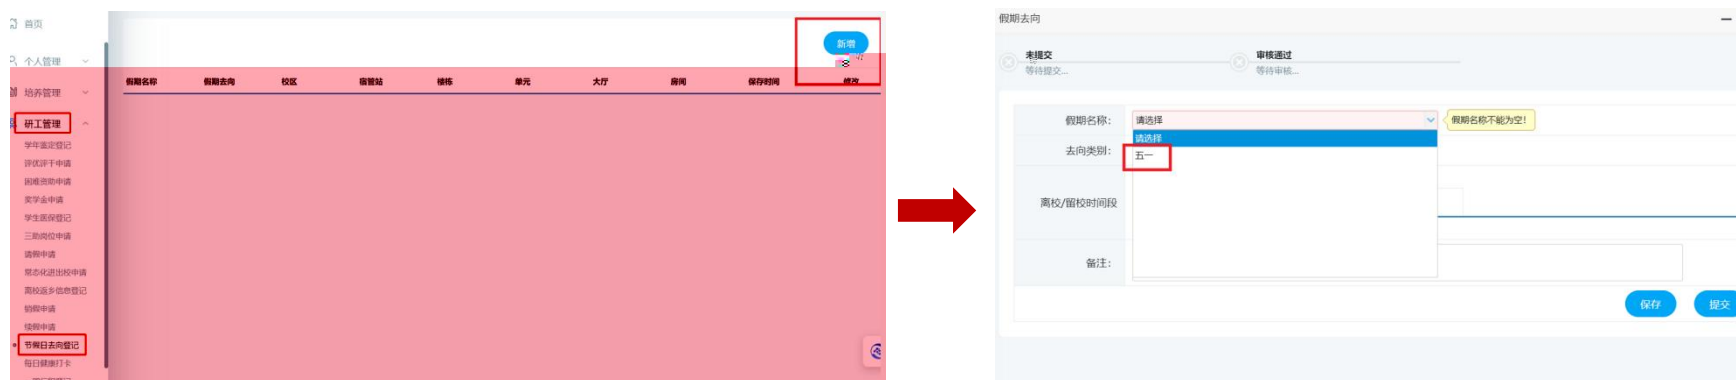 首页
个人管理
培养管理
研工管理
学年鉴定登记
评优评干申请
困难资助申请
奖学金申请
学生医保登记
三助岗位申请
请假申请
常态化进出校申请
离校返乡信息登记
销假申请
续假申请
节假日去向登记
每日健康打卡
新增
假期名称 假期去向 校区 宿管站 楼栋 单元 大厅 房间 保存时间 修改
假期去向
未提交
等待提交...
审核通过
等待审核...
假期名称: 请选择 假期名称不能为空!
请选择
去向类别: 五一
离校/留校时间段
备注:
保存 提交